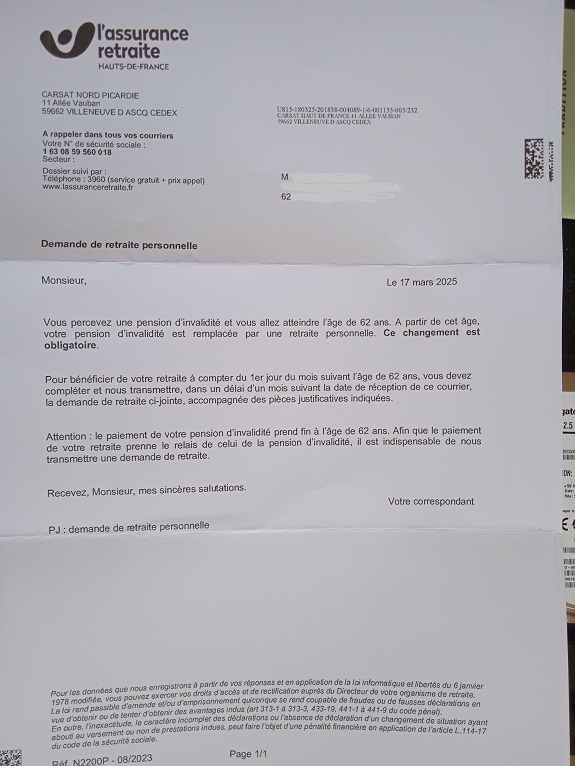 l'assurance
retraite
HAUTS-DE-FRANCE
CARSAT NORD PICARDIE
11 Allée Vauban
59662 VILLENEUVE D ASCQ CEDEX
UR15-180325-201838-004089-1/6-001155-005/232
CARSAT HAUT DE FRANCE 11 ALLEE VAUBAN
59662 VILLENEUVE D ASCQ CEDEX
A rappeler dans tous vos courriers
Votre N° de sécurité sociale :
1 63 08 59 560 018
Secteur :
Dossier suivi par :
Téléphone : 3960 (service gratuit + prix appel)
www.lassuranceretraite.fr
M.
62
Demande de retraite personnelle
Monsieur,
Le 17 mars 2025
Vous percevez une pension d'invalidité et vous allez atteindre l'âge de 62 ans. A partir de cet âge,
votre pension d'invalidité est remplacée par une retraite personnelle. Ce changement est
obligatoire.
Pour bénéficier de votre retraite à compter du 1er jour du mois suivant l'âge de 62 ans, vous devez
compléter et nous transmettre, dans un délai d'un mois suivant la date de réception de ce courrier,
la demande de retraite ci-jointe, accompagnée des pièces justificatives indiquées.
Attention : le paiement de votre pension d'invalidité prend fin à l'âge de 62 ans. Afin que le paiement
de votre retraite prenne le relais de celui de la pension d'invalidité, il est indispensable de nous
transmettre une demande de retraite.
Recevez, Monsieur, mes sincères salutations.
Votre correspondant
PJ : demande de retraite personnelle
Pour les données que nous enregistrons à partir de vos réponses et en application de la loi informatique et libertés du 6 janvier
1978 modifiée, vous pouvez exercer vos droits d'accès et de rectification auprès du Directeur de votre organisme de retraite.
La loi rend passible d'amende et/ou d'emprisonnement quiconque se rend coupable de fraudes ou de fausses déclarations en
vue d'obtenir ou de tenter d'obtenir des avantages indus (art 313-1 à 313-3, 433-19, 441-1 à 441-9 du code pénal).
En outre, l'inexactitude, le caractère incomplet des déclarations ou l'absence de déclaration d'un changement de situation ayant
abouti au versement ou non de prestations indues, peut faire l'objet d'une pénalité financière en application de l'article L.114-17
du code de la sécurité sociale.
Page 1/1
Réf. N2200P - 08/2023